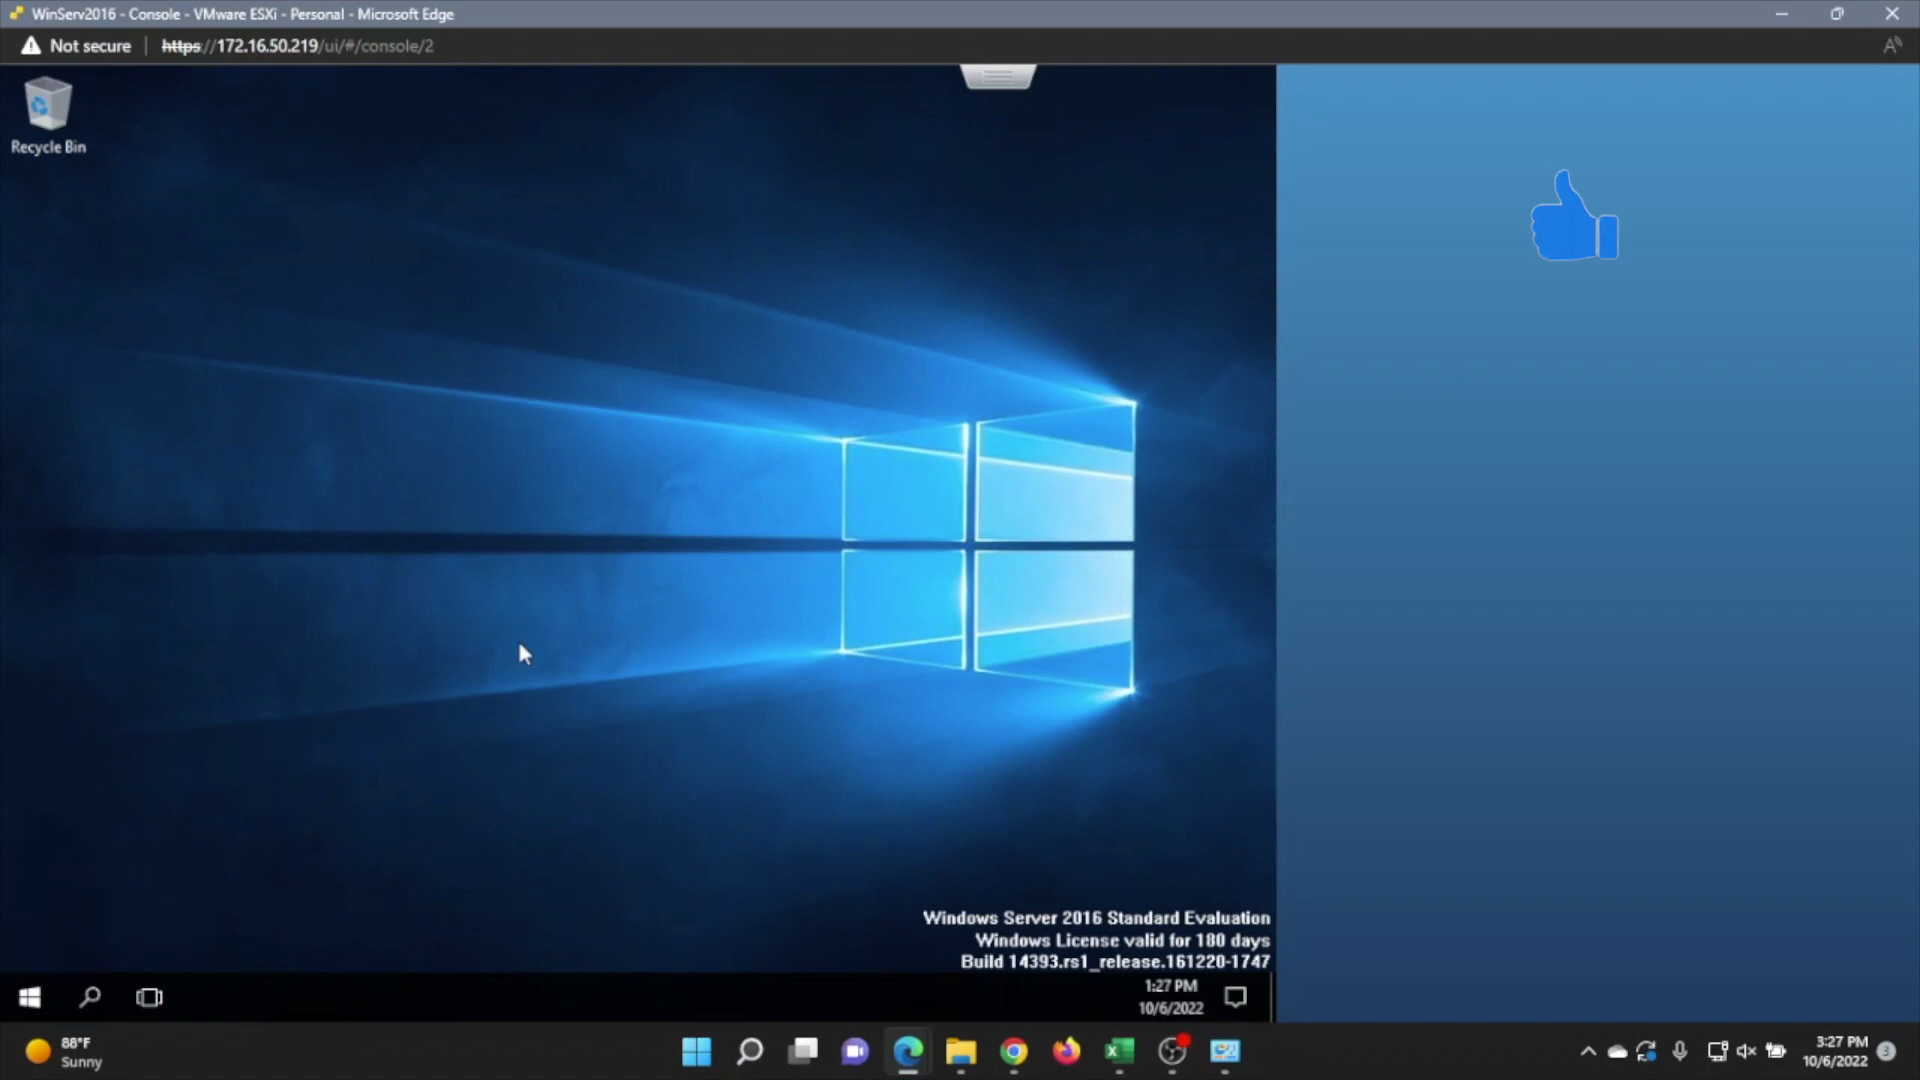 WinServ2016 - Console - VMware ESXi - Personal - Microsoft Edge
Not secure
https://172.16.50.219/ui/#/console/2
Recycle Bin
Windows Server 2016 Standard Evaluation
Windows License valid for 180 days
Build 14393.rs1_release.161220-1747
1:27 PM
10/6/2022
88°F
Sunny
3:27 PM
10/6/2022
3